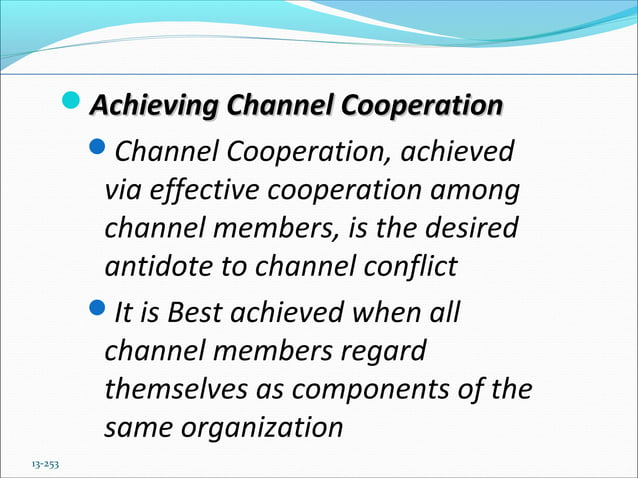 Achieving Channel Cooperation
Channel Cooperation, achieved
via effective cooperation among
channel members, is the desired
antidote to channel conflict
It is Best achieved when all
channel members regard
themselves as components of the
same organization
13-253